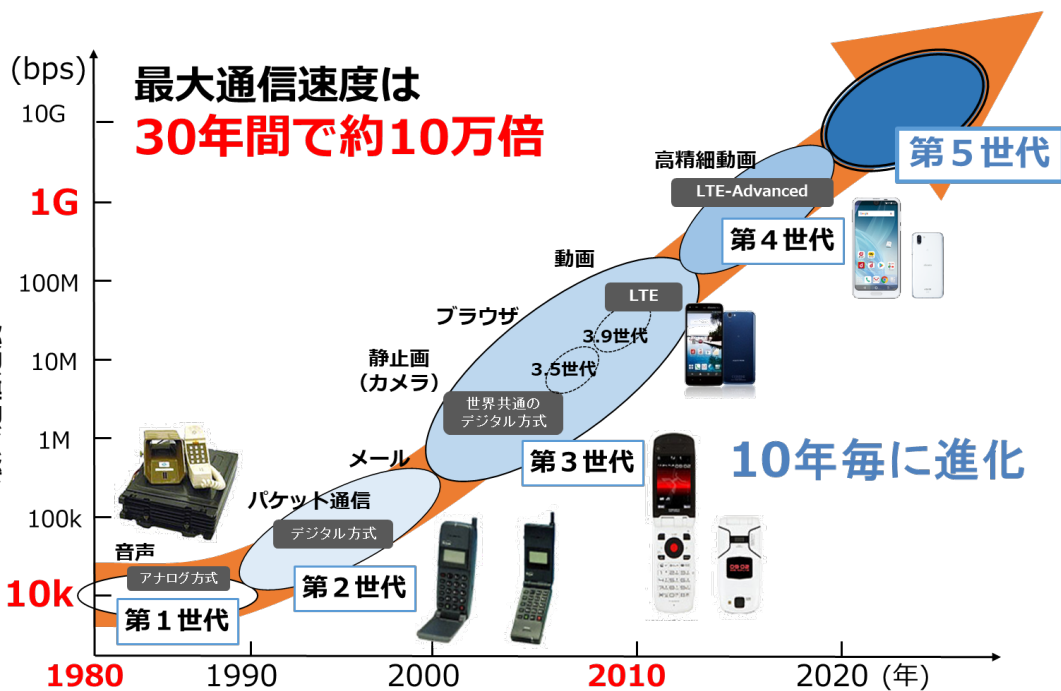 (bps)
最大通信速度は
30年間で約10万倍
10G
1G
100M
10M
1M
100k
10k
第５世代
高精細動画
LTE-Advanced
第４世代
動画
LTE
ブラウザ
3.9世代
静止画
（カメラ）
3.5世代
世界共通の
デジタル方式
第３世代
10年毎に進化
メール
パケット通信
デジタル方式
第２世代
音声
アナログ方式
第１世代
1980
1990
2000
2010
2020
(年)